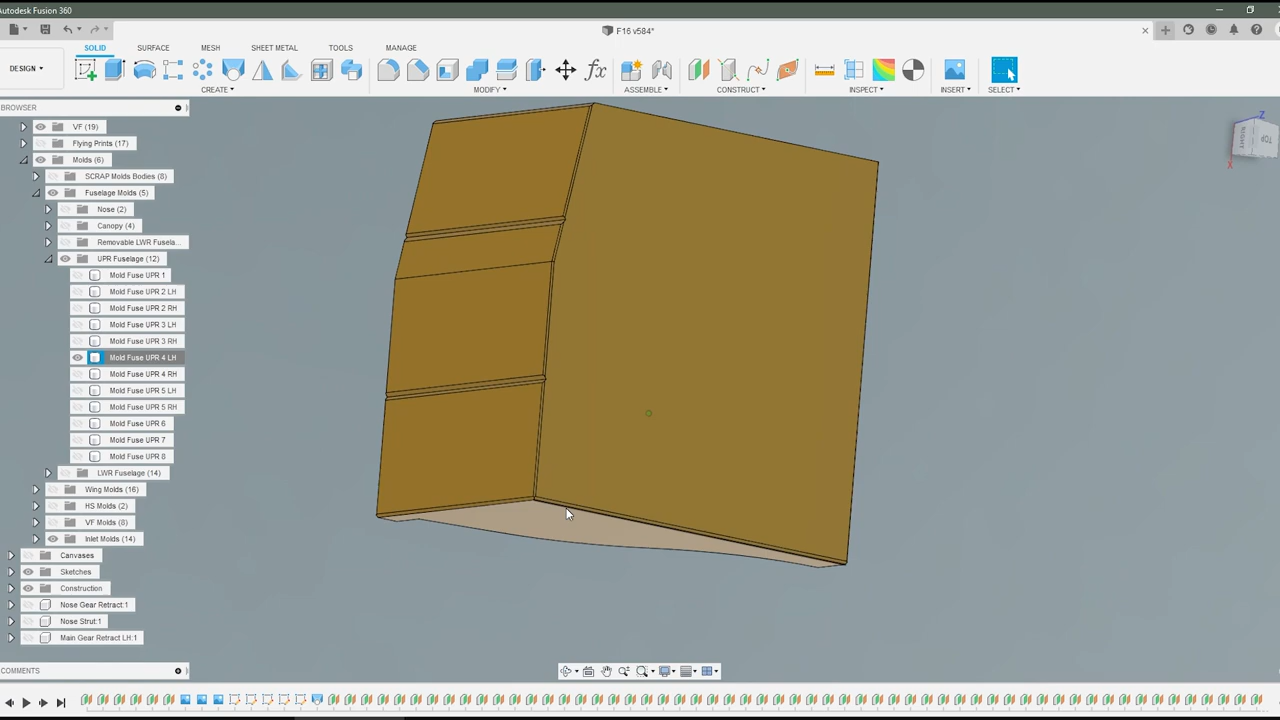 Autodesk Fusion 360
F16 v584*
SOLID SURFACE MESH SHEET METAL TOOLS MANAGE
DESIGN
CREATE MODIFY ASSEMBLE CONSTRUCT INSPECT INSERT SELECT
BROWSER
VF (19)
Flying Prints (17)
Molds (6)
SCRAP Molds Bodies (8)
Fuselage Molds (5)
Nose (2)
Canopy (4)
Removable LWR Fusela...
UPR Fuselage (12)
Mold Fuse UPR 1
Mold Fuse UPR 2 LH
Mold Fuse UPR 2 RH
Mold Fuse UPR 3 LH
Mold Fuse UPR 3 RH
Mold Fuse UPR 4 LH
Mold Fuse UPR 4 RH
Mold Fuse UPR 5 LH
Mold Fuse UPR 5 RH
Mold Fuse UPR 6
Mold Fuse UPR 7
Mold Fuse UPR 8
LWR Fuselage (14)
Wing Molds (16)
HS Molds (2)
VF Molds (8)
Inlet Molds (14)
Canvases
Sketches
Construction
Nose Gear Retract:1
Nose Strut:1
Main Gear Retract LH:1
COMMENTS
Z
RIGHT
TOP
X